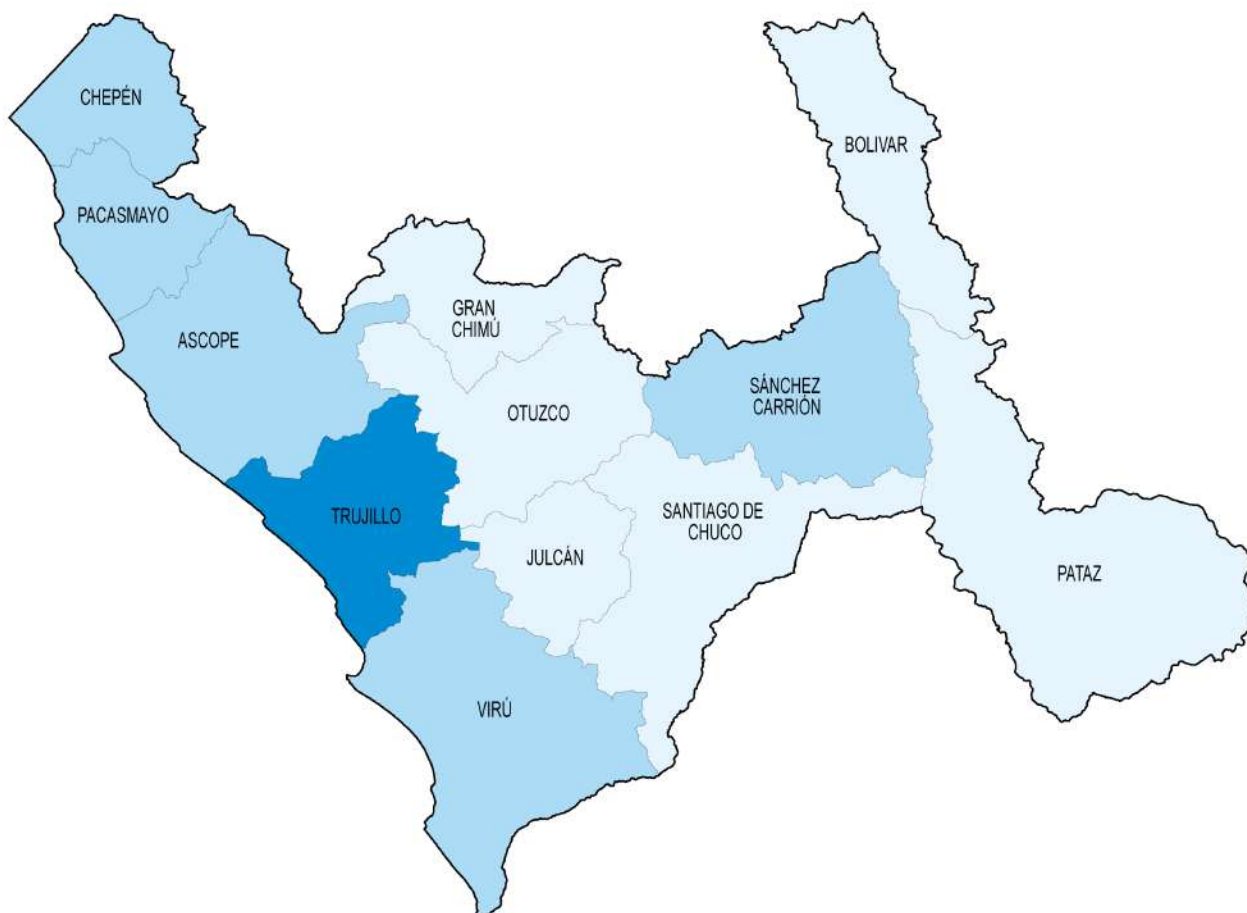 CHEPÉN
BOLIVAR
PACASMAYO
GRAN
CHIMÚ
ASCOPE
SÁNCHEZ
CARRIÓN
OTUZCO
TRUJILLO
SANTIAGO DE
CHUCO
JULCÁN
PATAZ
VIRÚ